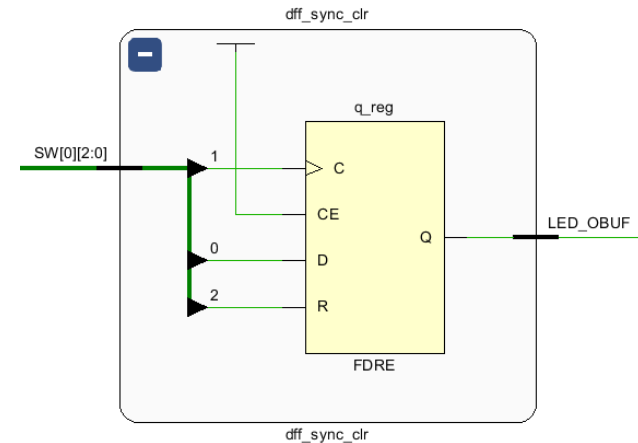 dff_sync_clr
q_reg
SW[0][2:0]
1
C
CE
LED_OBUF
Q
0
D
2
R
FDRE
dff_sync_clr